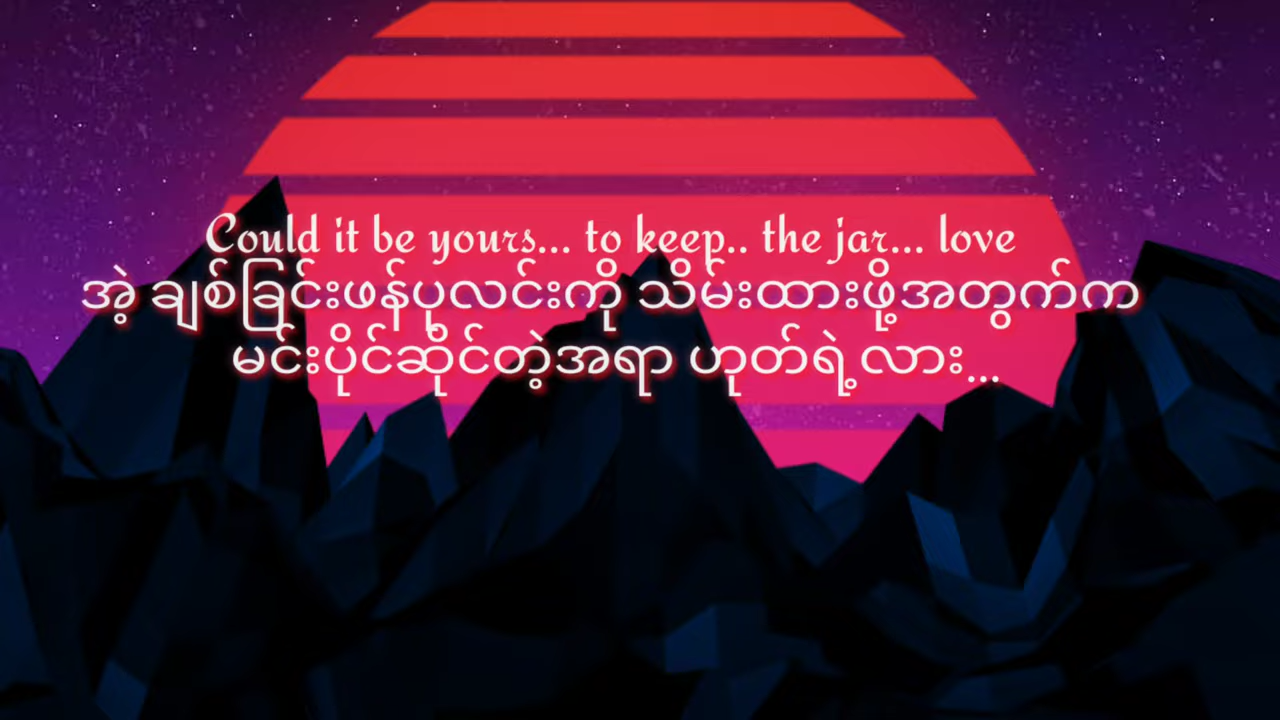 Could it be yours... to keep.. the jar... love
အဲ့ ချစ်ခြင်းဖန်ပုလင်းကို သိမ်းထားဖို့အတွက်က
မင်းပိုင်ဆိုင်တဲ့အရာ ဟုတ်ရဲ့လား...